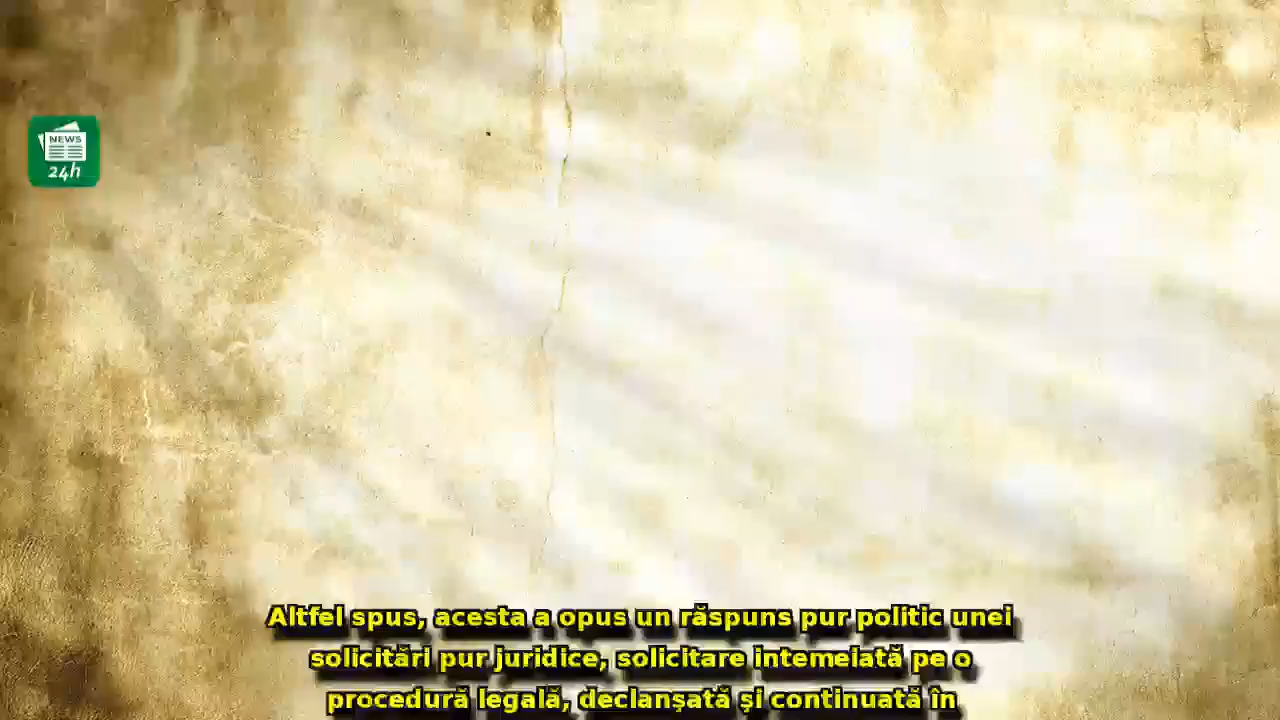 NEWS
24h
Altfel spus, acesta a opus un răspuns pur politic unei
solicitări pur juridice, solicitare intemeiată pe o
procedură legală, declanșată și continuată în